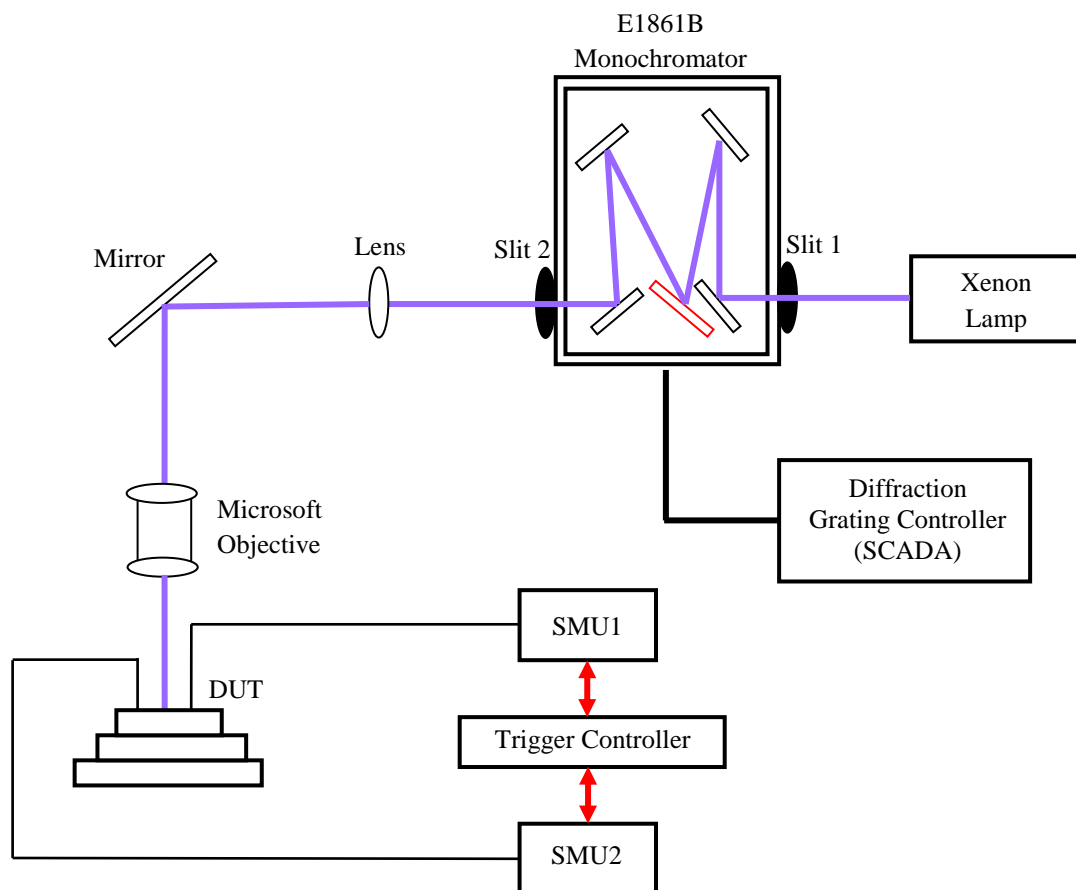 E1861B
Monochromator
Mirror
Lens
Slit 2
Slit 1
Xenon
Lamp
Microsoft
Objective
Diffraction
Grating Controller
(SCADA)
SMU1
DUT
Trigger Controller
SMU2